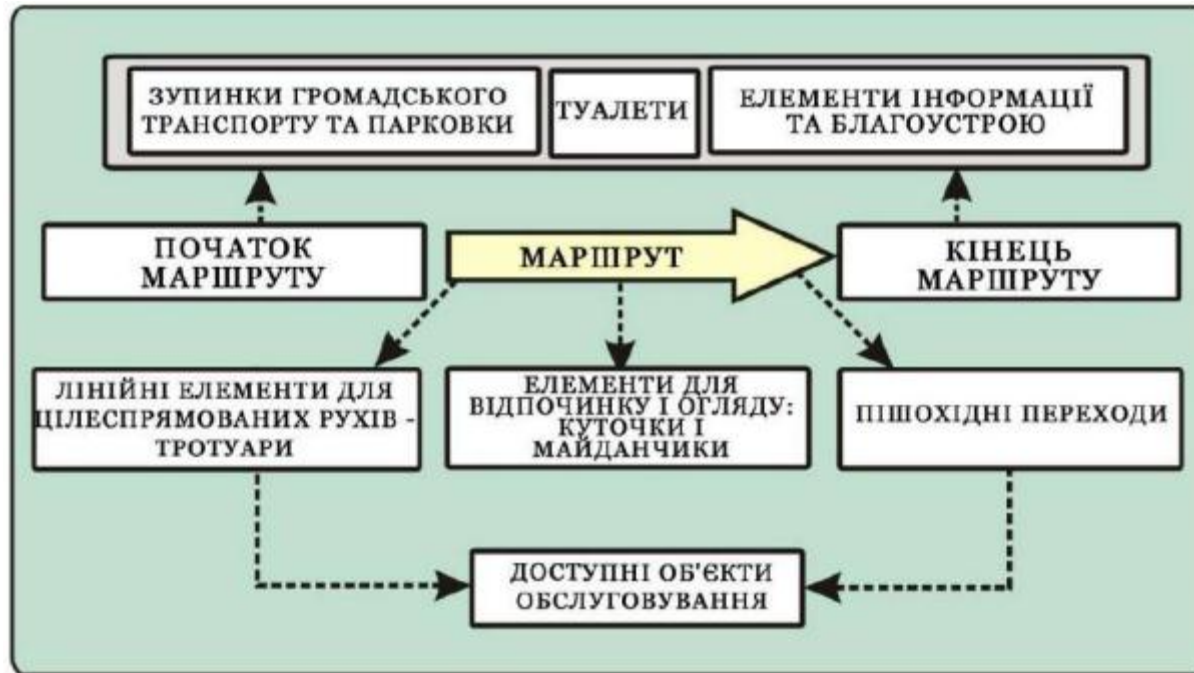 ЗУПИНКИ ГРОМАДСЬКОГО
ТРАНСПОРТУ ТА ПАРКОВКИ
ТУАЛЕТИ
ЕЛЕМЕНТИ ІНФОРМАЦІЇ
ТА БЛАГОУСТРОЮ
ПОЧАТОК
МАРШРУТУ
МАРШРУТ
КІНЕЦЬ
МАРШРУТУ
ЛІНІЙНІ ЕЛЕМЕНТИ ДЛЯ
ЦІЛЕСПРЯМОВАНИХ РУХІВ -
ТРОТУАРИ
ЕЛЕМЕНТИ ДЛЯ
ВІДПОЧИНКУ І ОГЛЯДУ:
КУТОЧКИ І
МАЙДАНЧИКИ
ПІШОХІДНІ ПЕРЕХОДИ
ДОСТУПНІ ОБ'ЄКТИ
ОБСЛУГОВУВАННЯ